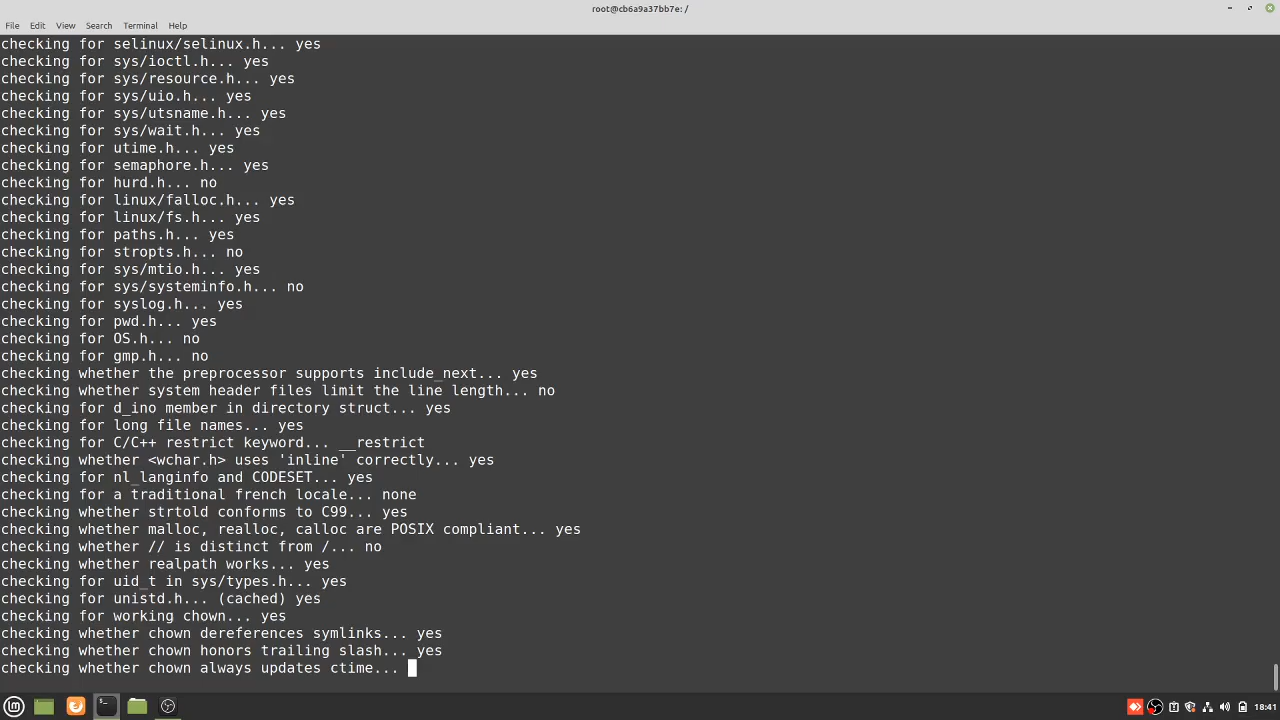 root@cb6a9a37bb7e: /
File Edit View Search Terminal Help
checking for selinux/selinux.h... yes
checking for sys/ioctl.h... yes
checking for sys/resource.h... yes
checking for sys/uio.h... yes
checking for sys/utsname.h... yes
checking for sys/wait.h... yes
checking for utime.h... yes
checking for semaphore.h... yes
checking for hurd.h... no
checking for linux/falloc.h... yes
checking for linux/fs.h... yes
checking for paths.h... yes
checking for stropts.h... no
checking for sys/mtio.h... yes
checking for sys/systeminfo.h... no
checking for syslog.h... yes
checking for pwd.h... yes
checking for OS.h... no
checking for gmp.h... no
checking whether the preprocessor supports include_next... yes
checking whether system header files limit the line length... no
checking for d_ino member in directory struct... yes
checking for long file names... yes
checking for C/C++ restrict keyword... __restrict
checking whether <wchar.h> uses 'inline' correctly... yes
checking for nl_langinfo and CODESET... yes
checking for a traditional french locale... none
checking whether strtold conforms to C99... yes
checking whether malloc, realloc, calloc are POSIX compliant... yes
checking whether // is distinct from /... no
checking whether realpath works... yes
checking for uid_t in sys/types.h... yes
checking for unistd.h... (cached) yes
checking for working chown... yes
checking whether chown dereferences symlinks... yes
checking whether chown honors trailing slash... yes
checking whether chown always updates ctime...
18:41